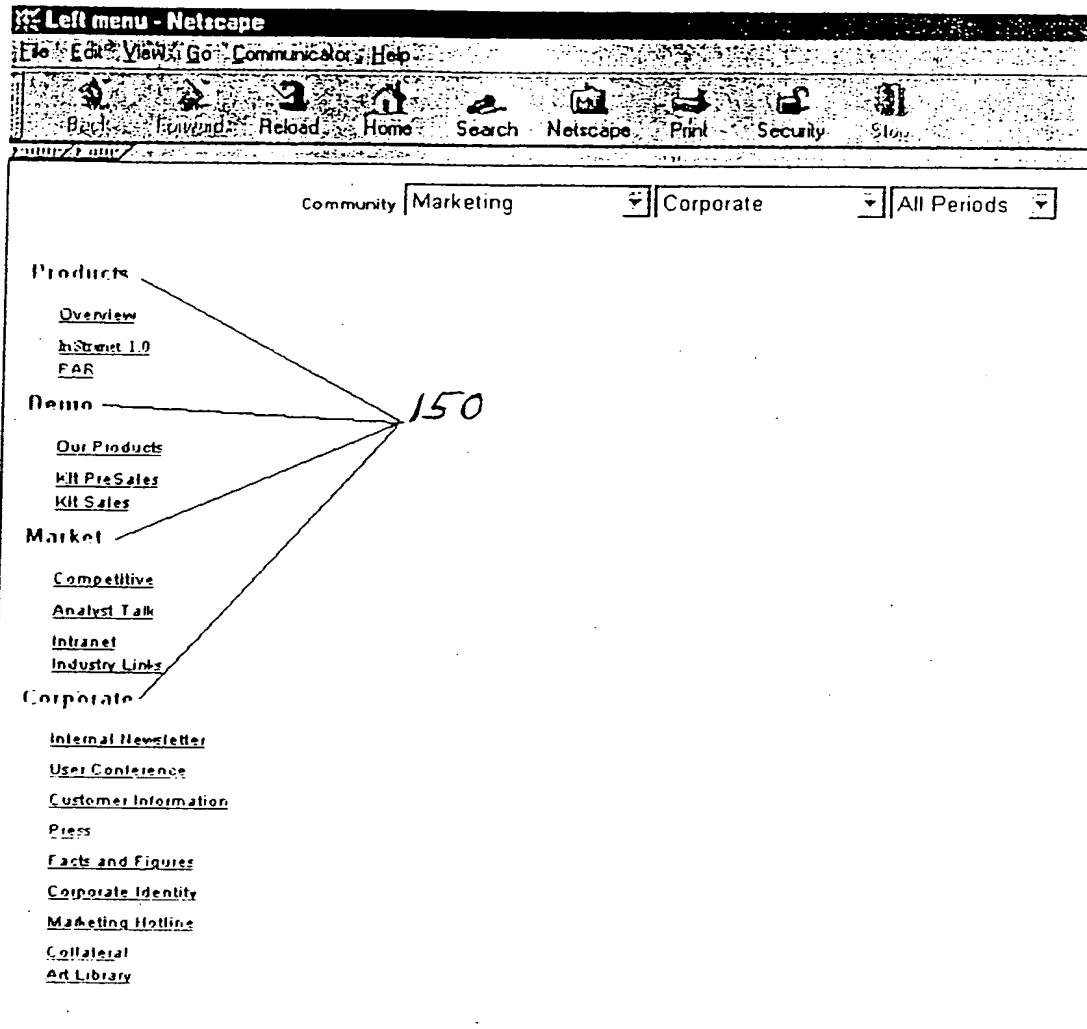 Left menu - Netscape
File Edit View Go Communicator Help
Back Forward Reload Home Search Netscape Print Security Stop
Community Marketing Corporate All Periods
Products
Overview
InStranet 1.0
EAR
150
Demo
Our Products
Kit PreSales
Kit Sales
Market
Competitive
Analyst Talk
Intranet
Industry Links
Corporate
Internal Newsletter
User Conference
Customer Information
Press
Facts and Figures
Corporate Identity
Marketing Hotline
Collateral
Art Library